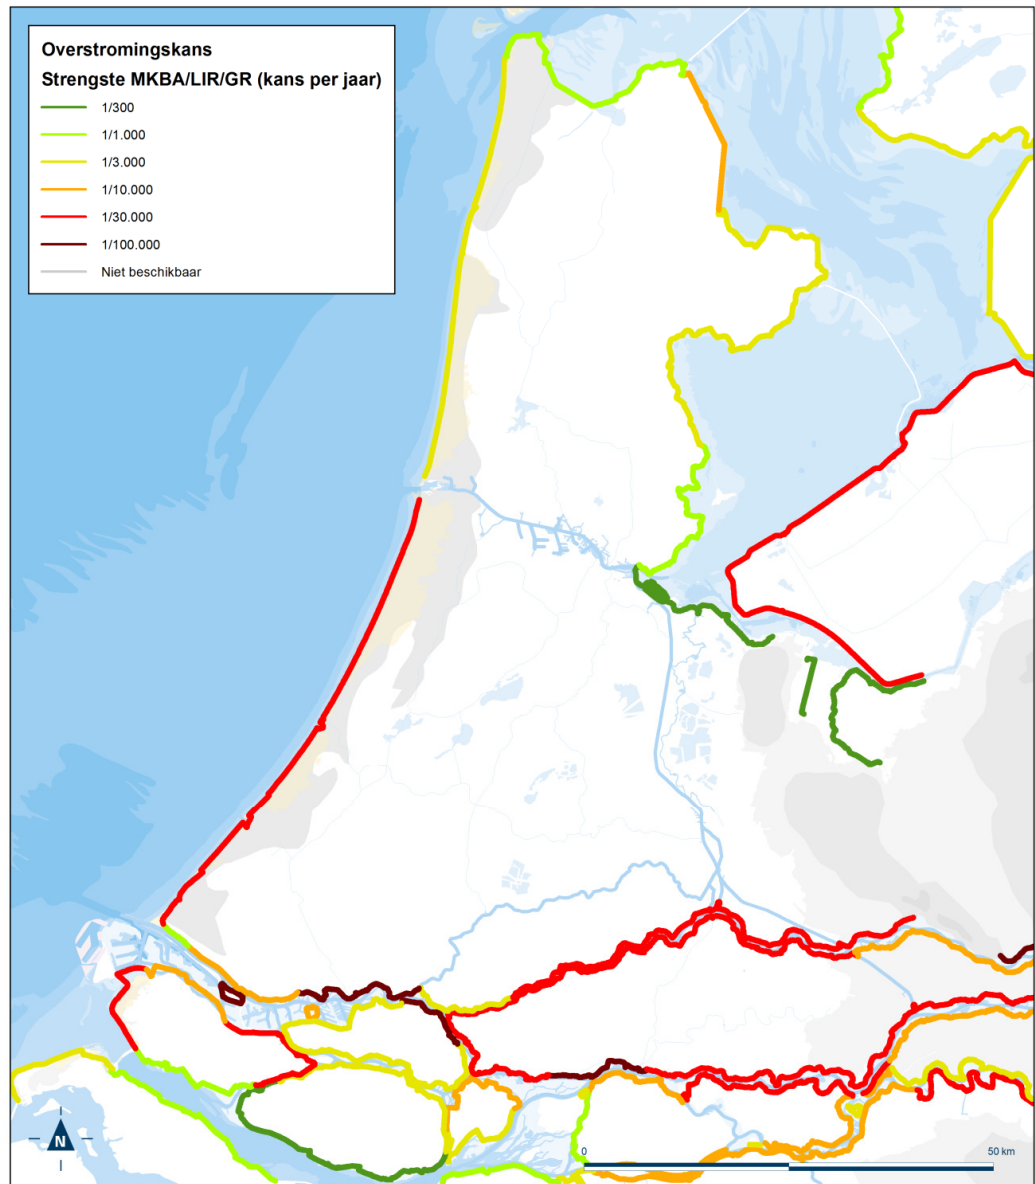 Overstromingskans
Strengste MKBA/LIR/GR (kans per jaar)
1/300
1/1.000
1/3.000
1/10.000
1/30.000
1/100.000
Niet beschikbaar
N
0
50 km